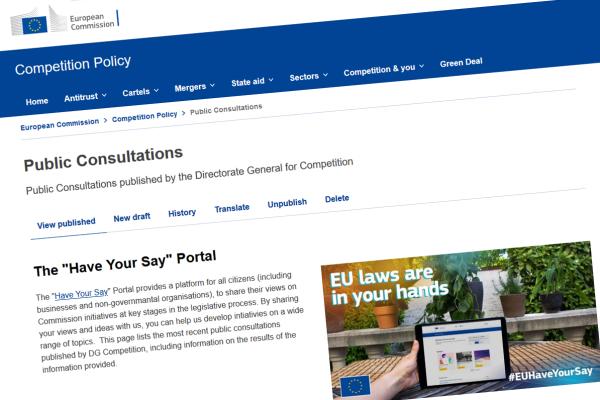 European
Commission
Competition Policy
Home Antitrust Cartels Mergers State aid Sectors Competition & you Green Deal
European Commission > Competition Policy > Public Consultations
Public Consultations
Public Consultations published by the Directorate General for Competition
View published New draft History Translate Unpublish Delete
The "Have Your Say" Portal
The "Have Your Say" Portal provides a platform for all citizens (including
businesses and non-governmantal organisations), to share their views on
Commission initiatives at key stages in the legislative process. By sharing
your views and ideas with us, you can help us develop intiatives on a wide
range of topics. This page lists the most recent public consultations
published by DG Competition, including information on the results of the
information provided.
EU laws are
in your hands
#EUHaveYourSay